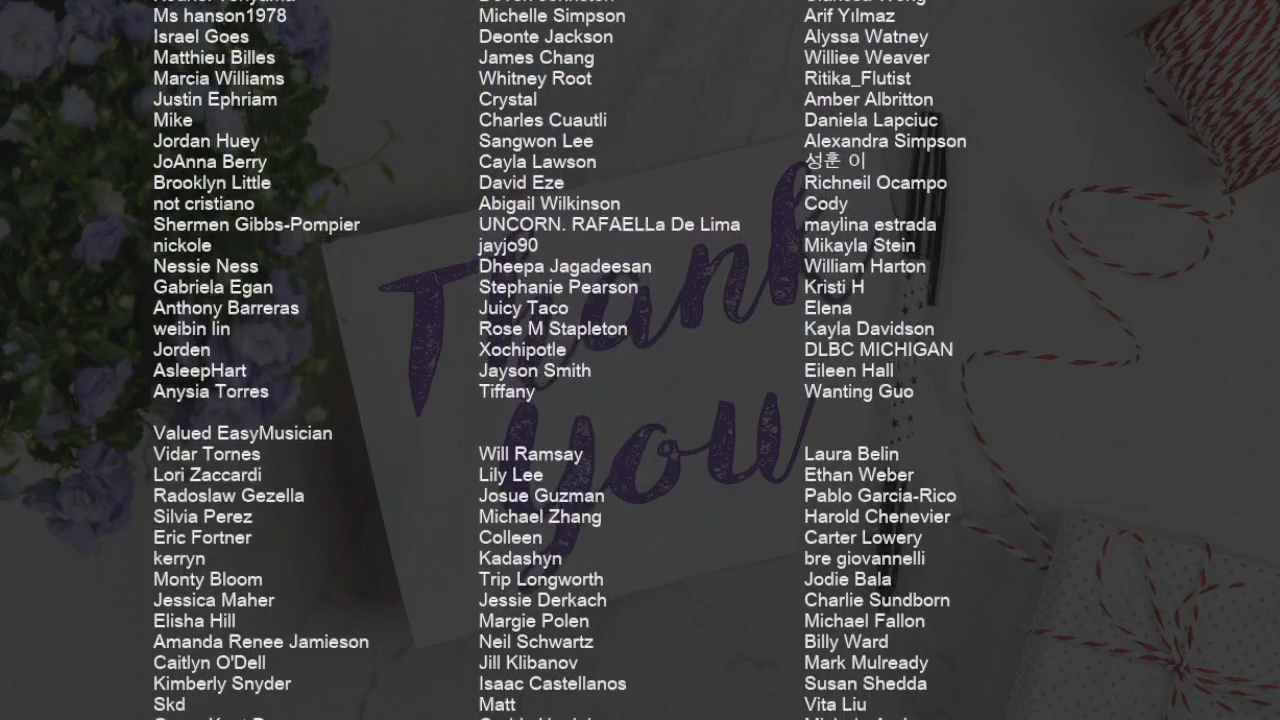 Ms hanson1978
Israel Goes
Matthieu Billes
Marcia Williams
Justin Ephriam
Mike
Jordan Huey
JoAnna Berry
Brooklyn Little
not cristiano
Shermen Gibbs-Pompier
nickole
Nessie Ness
Gabriela Egan
Anthony Barreras
weibin lin
Jorden
AsleepHart
Anysia Torres
Michelle Simpson
Deonte Jackson
James Chang
Whitney Root
Crystal
Charles Cuautli
Sangwon Lee
Cayla Lawson
David Eze
Abigail Wilkinson
UNCORN. RAFAELLa De Lima
jayjo90
Dheepa Jagadeesan
Stephanie Pearson
Juicy Taco
Rose M Stapleton
Xochipotle
Jayson Smith
Tiffany
Arif Yılmaz
Alyssa Watney
Williee Weaver
Ritika_Flutist
Amber Albritton
Daniela Lapciuc
Alexandra Simpson
성훈 이
Richneil Ocampo
Cody
maylina estrada
Mikayla Stein
William Harton
Kristi H
Elena
Kayla Davidson
DLBC MICHIGAN
Eileen Hall
Wanting Guo
Valued EasyMusician
Vidar Tornes
Lori Zaccardi
Radoslaw Gezella
Silvia Perez
Eric Fortner
kerryn
Monty Bloom
Jessica Maher
Elisha Hill
Amanda Renee Jamieson
Caitlyn O'Dell
Kimberly Snyder
Skd
Will Ramsay
Lily Lee
Josue Guzman
Michael Zhang
Colleen
Kadashyn
Trip Longworth
Jessie Derkach
Margie Polen
Neil Schwartz
Jill Klibanov
Isaac Castellanos
Matt
Laura Belin
Ethan Weber
Pablo Garcia-Rico
Harold Chenevier
Carter Lowery
bre giovannelli
Jodie Bala
Charlie Sundborn
Michael Fallon
Billy Ward
Mark Mulready
Susan Shedda
Vita Liu
Thank
you